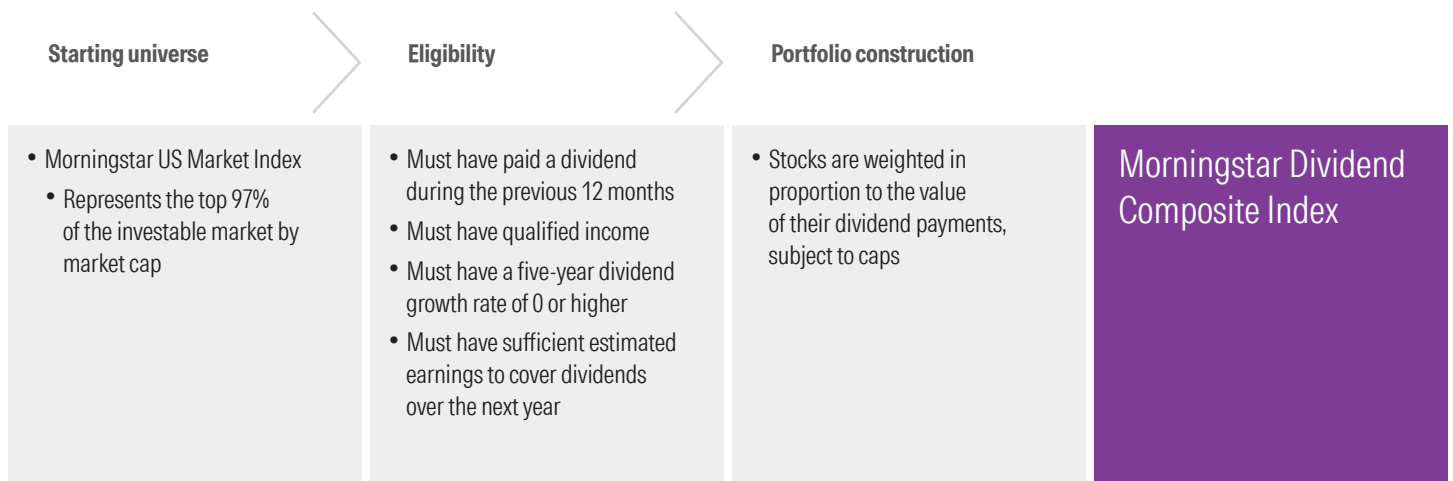 Starting universe
Eligibility
Portfolio construction
• Morningstar US Market Index
• Represents the top 97%
of the investable market by
market cap
• Must have paid a dividend
during the previous 12 months
• Must have qualified income
• Must have a five-year dividend
growth rate of 0 or higher
• Must have sufficient estimated
earnings to cover dividends
over the next year
• Stocks are weighted in
proportion to the value
of their dividend payments,
subject to caps
Morningstar Dividend
Composite Index